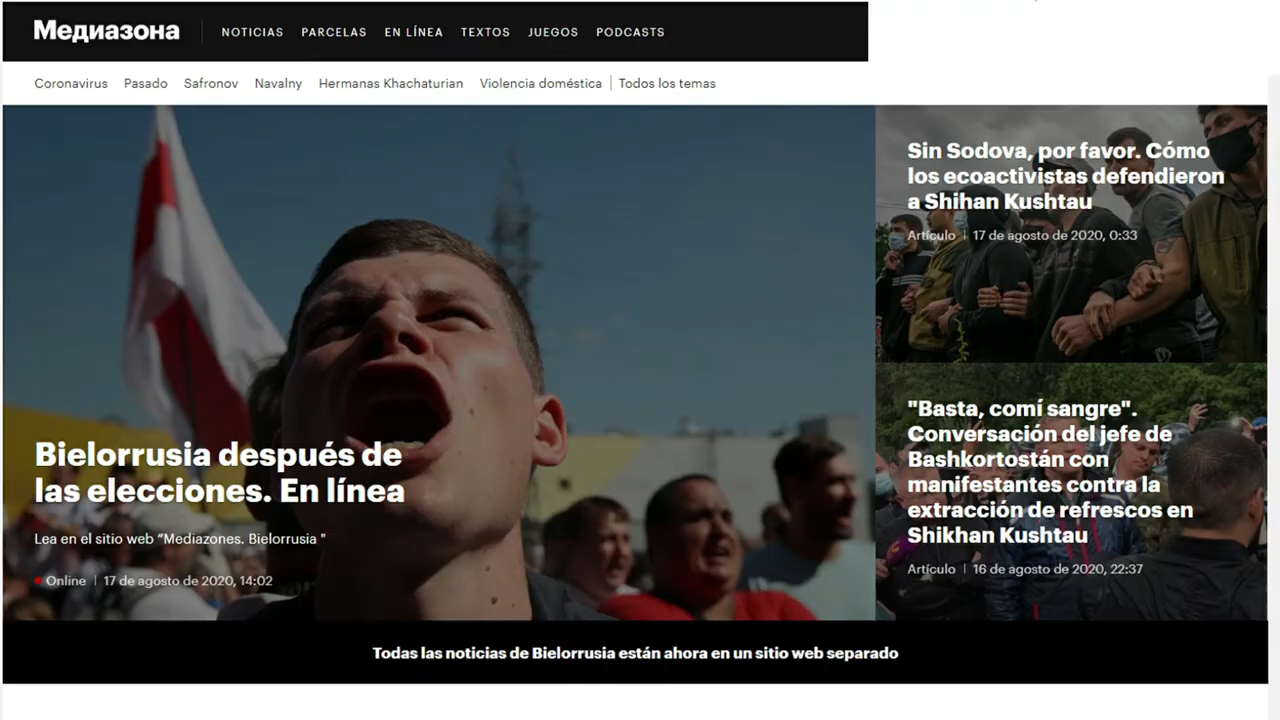 Медиазона
NOTICIAS PARCELAS EN LÍNEA TEXTOS JUEGOS PODCASTS
Coronavirus Pasado Safronov Navalny Hermanas Khachaturian Violencia doméstica | Todos los temas
Bielorrusia después de
las elecciones. En línea
Lea en el sitio web “Mediazones. Bielorrusia "
Online | 17 de agosto de 2020, 14:02
Sin Sodova, por favor. Cómo
los ecoactivistas defendieron
a Shihan Kushtau
Artículo | 17 de agosto de 2020, 0:33
"Basta, comí sangre".
Conversación del jefe de
Bashkortostán con
manifestantes contra la
extracción de refrescos en
Shikhan Kushtau
Artículo | 16 de agosto de 2020, 22:37
Todas las noticias de Bielorrusia están ahora en un sitio web separado